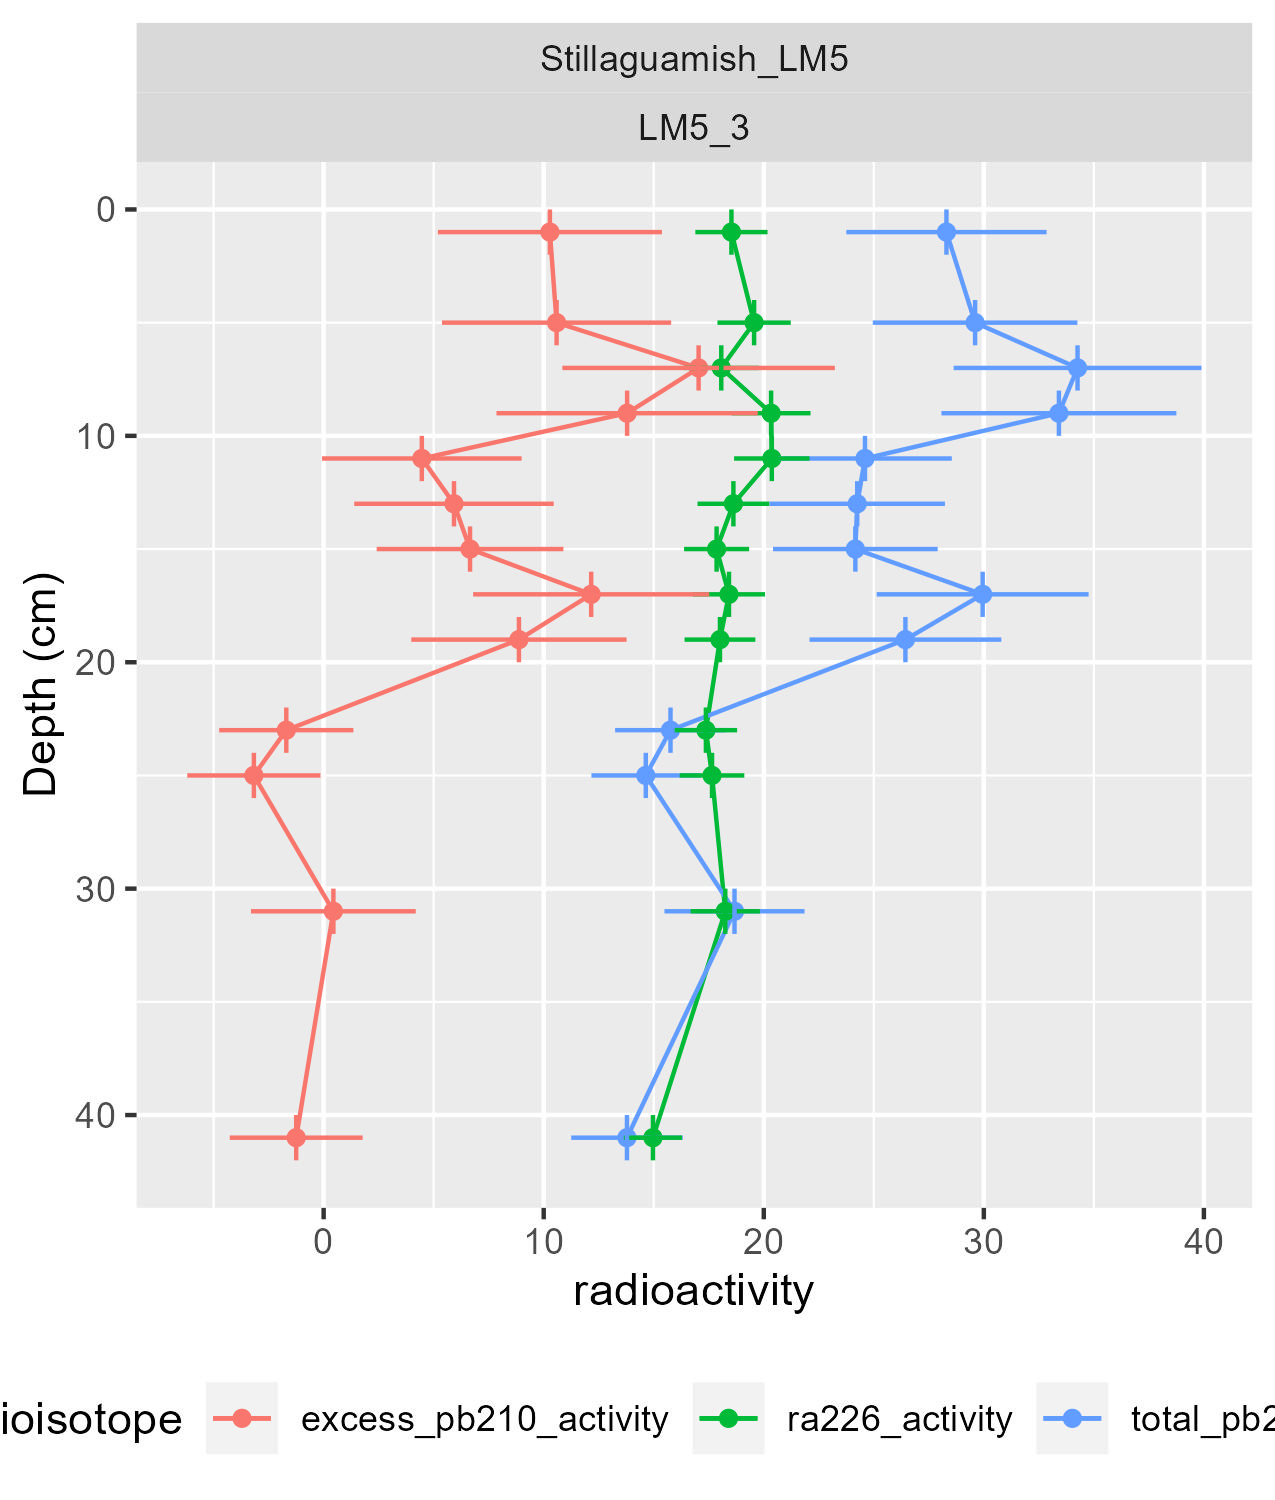 Stillaguamish_LM5
LM5_3
0
10
20
30
40
Depth (cm)
0 10 20 30 40
radioactivity
ioisotope excess_pb210_activity ra226_activity total_pb2